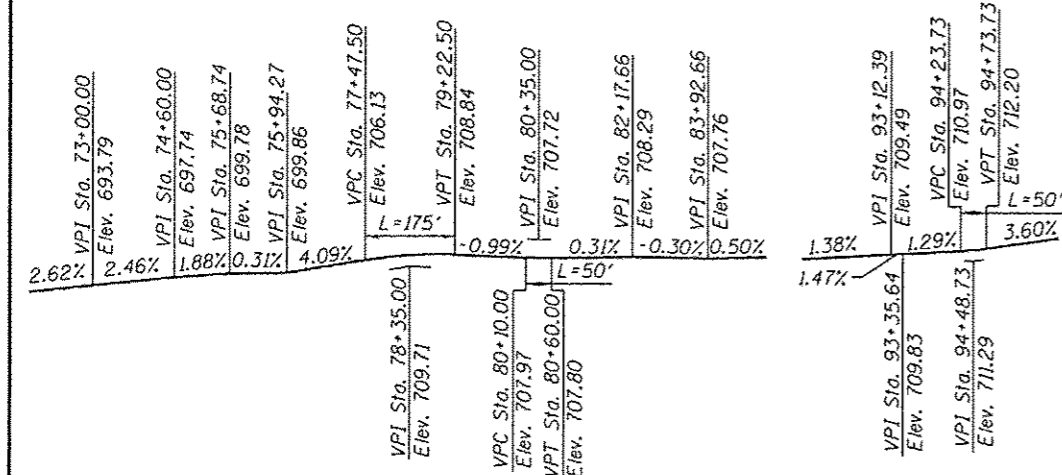 VPI Sta. 73+00.00
Elev. 693.79
VPI Sta. 74+60.00
Elev. 697.74
VPI Sta. 75+68.74
Elev. 699.78
VPI Sta. 75+94.27
Elev. 699.86
VPC Sta. 77+47.50
Elev. 706.13
VPT Sta. 79+22.50
Elev. 708.84
VPI Sta. 80+35.00
Elev. 707.72
VPI Sta. 82+17.66
Elev. 708.29
VPI Sta. 83+92.66
Elev. 707.76
VPI Sta. 93+12.39
Elev. 709.49
VPC Sta. 94+23.73
Elev. 710.97
VPT Sta. 94+73.73
Elev. 712.20
L=175'
L=50'
2.62%
2.46%
1.88%
0.31%
4.09%
-0.99%
0.31%
-0.30%
0.50%
1.38%
1.29%
3.60%
L=50'
1.47%
VPI Sta. 78+35.00
Elev. 709.71
VPC Sta. 80+10.00
Elev. 707.97
VPT Sta. 80+60.00
Elev. 707.80
VPI Sta. 93+35.64
Elev. 709.83
VPI Sta. 94+48.73
Elev. 711.29